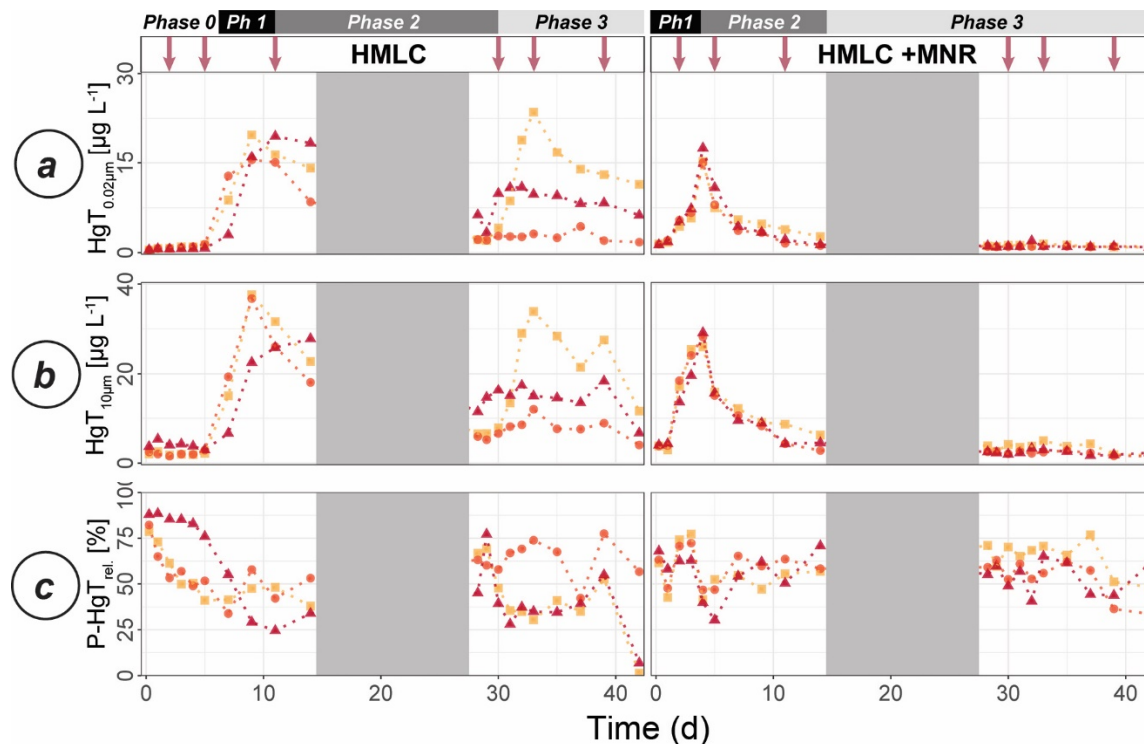 Phase 0 Ph 1 Phase 2 Phase 3 Ph1 Phase 2 Phase 3
HMLC HMLC +MNR
a
HgT0.02µm [µg L⁻¹]
0 15 30
b
HgT10µm [µg L⁻¹]
0 20 40
c
P-HgTrel. [%]
0 25 50 75 100
0 10 20 30 40 0 10 20 30 40
Time (d)